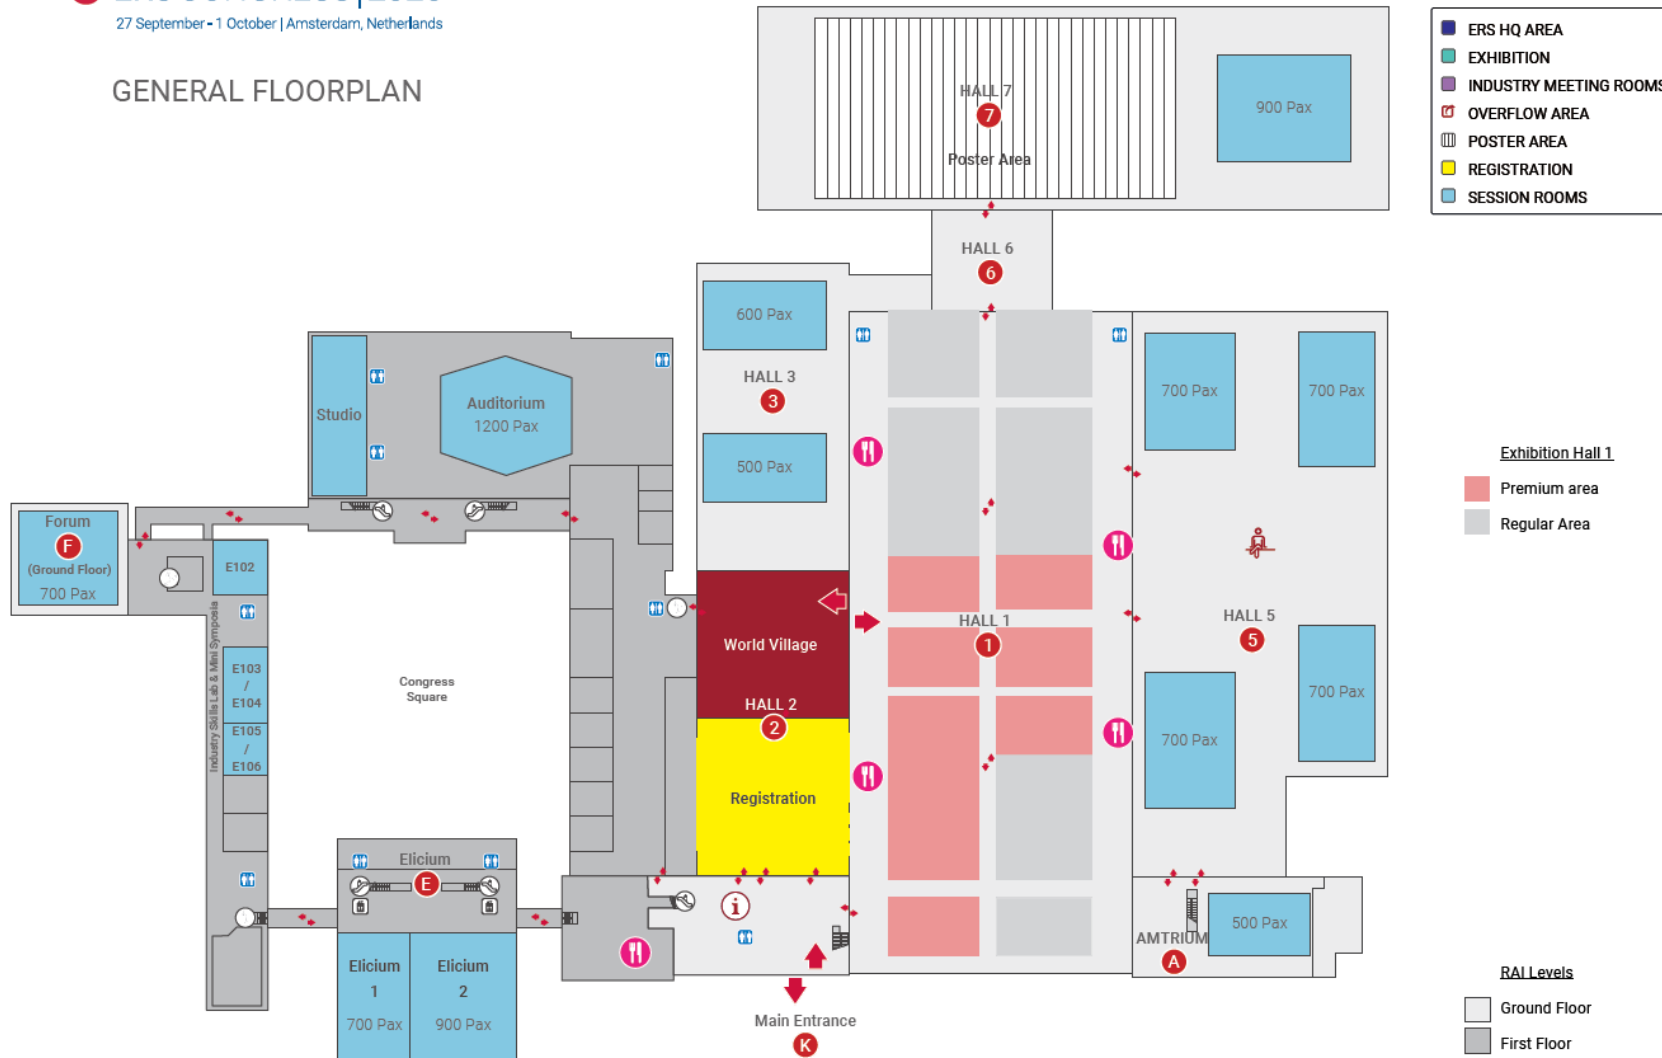 27 September - 1 October | Amsterdam, Netherlands
GENERAL FLOORPLAN
ERS HQ AREA
EXHIBITION
INDUSTRY MEETING ROOMS
OVERFLOW AREA
POSTER AREA
REGISTRATION
SESSION ROOMS
HALL 7
7
Poster Area
900 Pax
HALL 6
6
600 Pax
HALL 3
3
500 Pax
700 Pax
700 Pax
Studio
Auditorium
1200 Pax
Exhibition Hall 1
Premium area
Regular Area
Forum
F
(Ground Floor)
700 Pax
E102
Industry Skills Lab & Mini Symposia
E103
/
E104
E105
/
E106
Congress
Square
World Village
HALL 2
2
Registration
HALL 1
1
HALL 5
5
700 Pax
700 Pax
Elicium
E
Elicium
1
700 Pax
Elicium
2
900 Pax
i
AMTRIUM
A
500 Pax
Main Entrance
K
RAI Levels
Ground Floor
First Floor